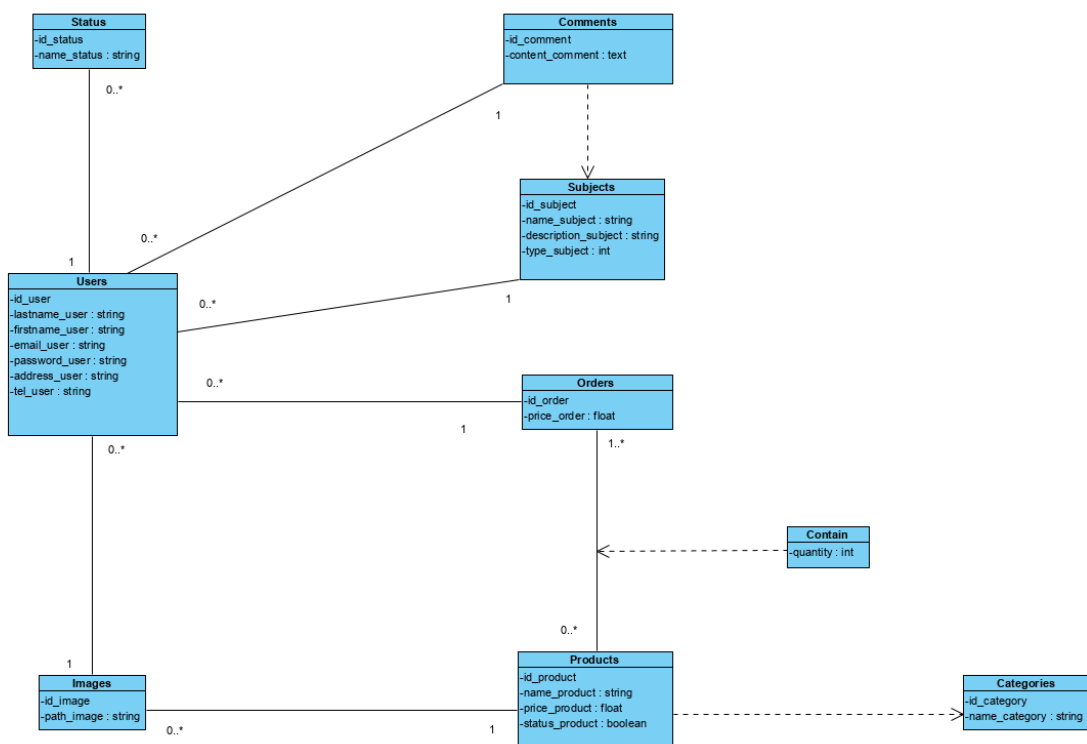 Status
-id_status
-name_status : string
0..*
Comments
-id_comment
-content_comment : text
1
Subjects
-id_subject
-name_subject : string
-description_subject : string
-type_subject : int
1
0..*
1
Users
-id_user
-lastname_user : string
-firstname_user : string
-email_user : string
-password_user : string
-address_user : string
-tel_user : string
0..*
0..*
Orders
-id_order
-price_order : float
1
0..*
1..*
Contain
-quantity : int
0..*
1
Images
-id_image
-path_image : string
0..*
Products
-id_product
-name_product : string
-price_product : float
-status_product : boolean
1
Categories
-id_category
-name_category : string